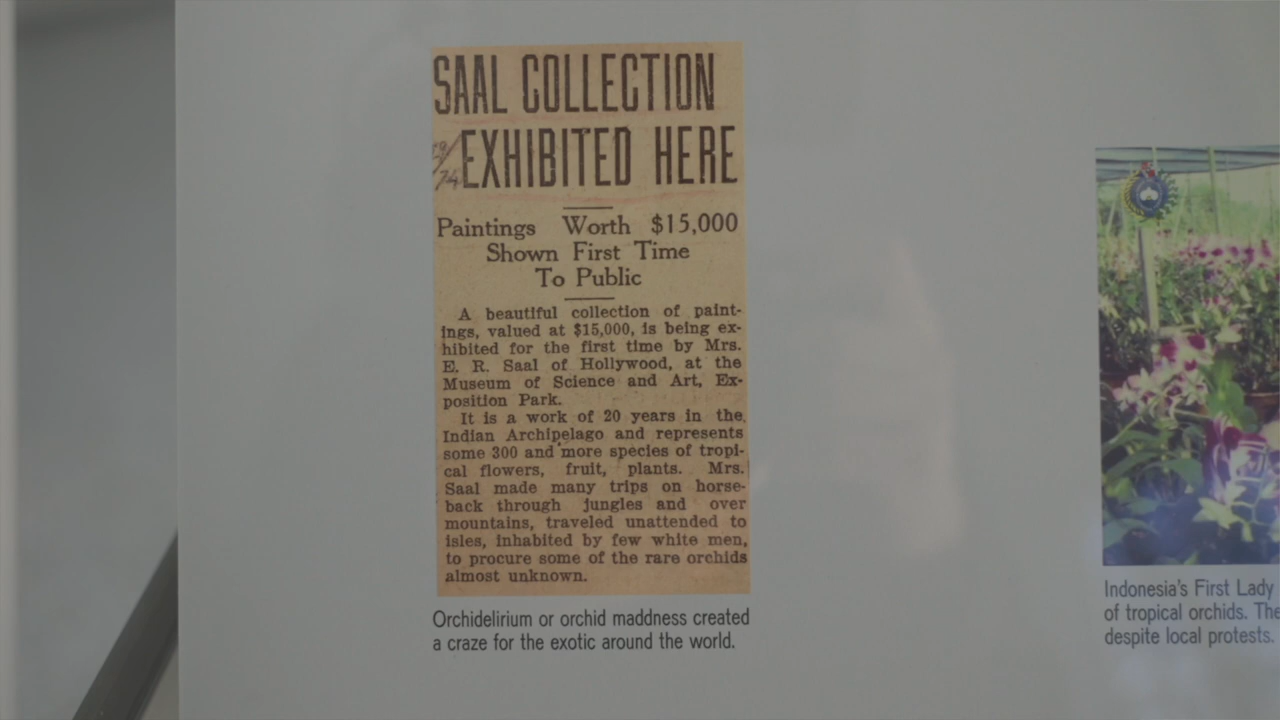 SAAL COLLECTION
EXHIBITED HERE
Paintings Worth $15,000
Shown First Time
To Public
A beautiful collection of paint-
ings, valued at $15,000, is being ex-
hibited for the first time by Mrs.
E. R. Saal of Hollywood, at the
Museum of Science and Art, Ex-
position Park.
It is a work of 20 years in the
Indian Archipelago and represents
some 300 and more species of tropi-
cal flowers, fruit, plants. Mrs.
Saal made many trips on horse-
back through jungles and over
mountains, traveled unattended to
isles, inhabited by few white men,
to procure some of the rare orchids
almost unknown.
Orchidelirium or orchid maddness created
a craze for the exotic around the world.
Indonesia's First Lady
of tropical orchids. The
despite local protests.